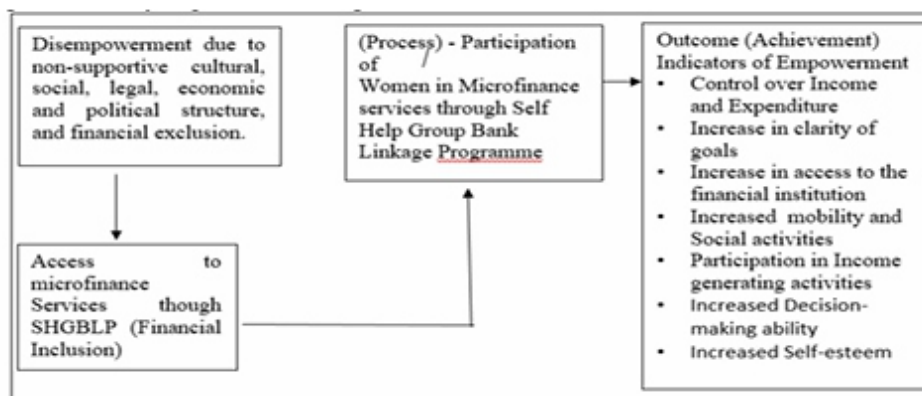 Disempowerment due to
non-supportive cultural,
social, legal, economic
and political structure,
and financial exclusion.
Access to
microfinance
Services though
SHGBLP (Financial
Inclusion)
(Process) - Participation
of
Women in Microfinance
services through Self
Help Group Bank
Linkage Programme
Outcome (Achievement)
Indicators of Empowerment
• Control over Income
and Expenditure
• Increase in clarity of
goals
• Increase in access to the
financial institution
• Increased mobility and
Social activities
• Participation in Income
generating activities
• Increased Decision-
making ability
• Increased Self-esteem